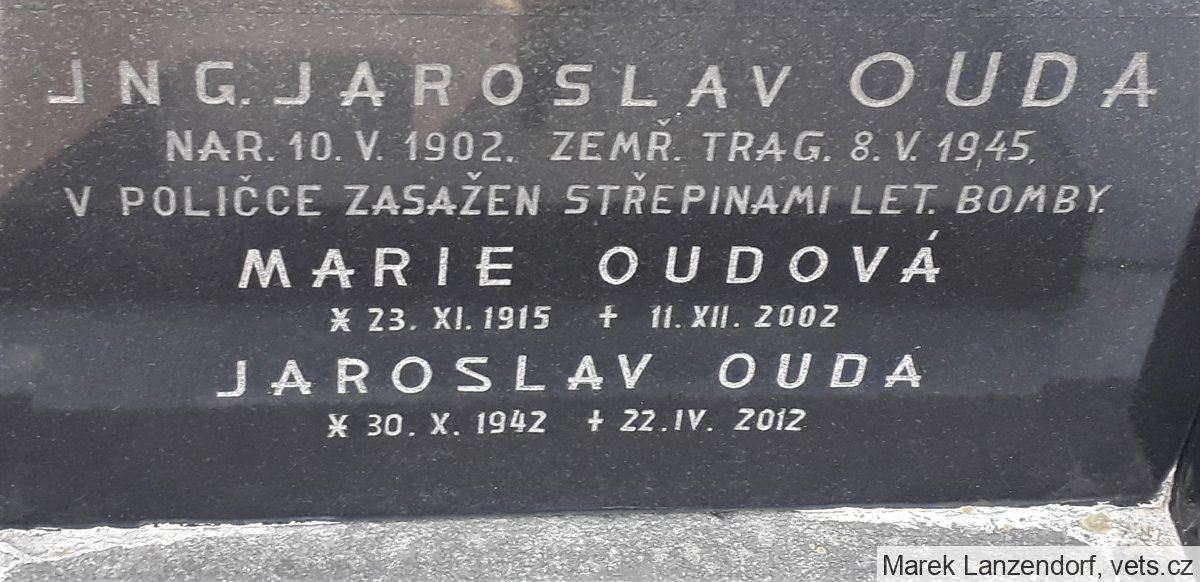 JNG. JAROSLAV OUDA
NAR. 10. V. 1902. ZEMŘ. TRAG. 8. V. 1945,
V POLIČCE ZASAŽEN STŘEPINAMI LET. BOMBY.
MARIE OUDOVÁ
* 23. XI. 1915 + 11. XII. 2002
JAROSLAV OUDA
* 30. X. 1942 + 22. IV. 2012
Marek Lanzendorf, vets.cz